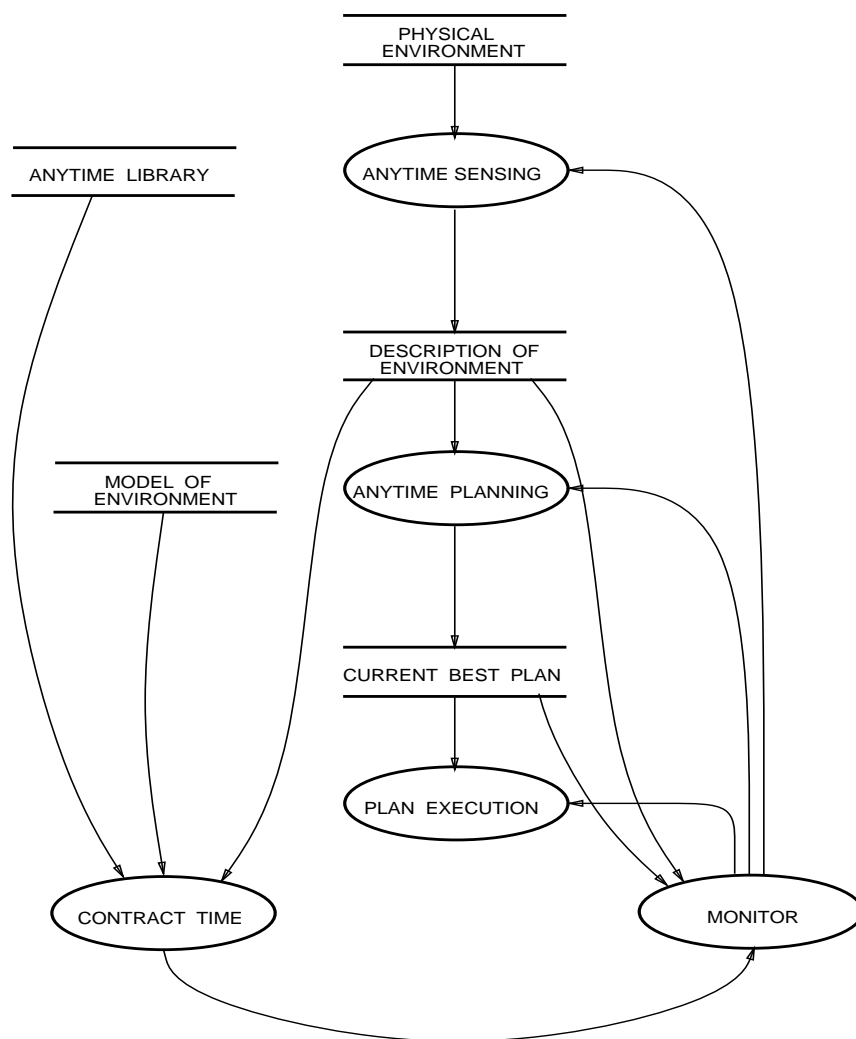 PHYSICAL
ENVIRONMENT
ANYTIME LIBRARY
ANYTIME SENSING
DESCRIPTION OF
ENVIRONMENT
MODEL OF
ENVIRONMENT
ANYTIME PLANNING
CURRENT BEST PLAN
PLAN EXECUTION
CONTRACT TIME
MONITOR